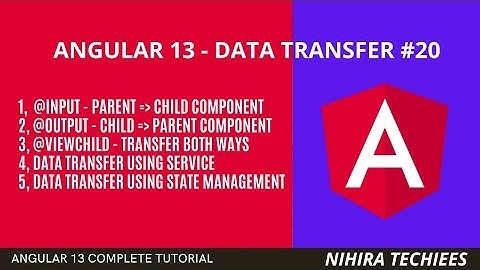 ANGULAR 13 - DATA TRANSFER #20
1, @INPUT - PARENT => CHILD COMPONENT
2, @OUTPUT - CHILD => PARENT COMPONENT
3, @VIEWCHILD - TRANSFER BOTH WAYS
4, DATA TRANSFER USING SERVICE
5, DATA TRANSFER USING STATE MANAGEMENT
A
ANGULAR 13 COMPLETE TUTORIAL
NIHIRA TECHIEES